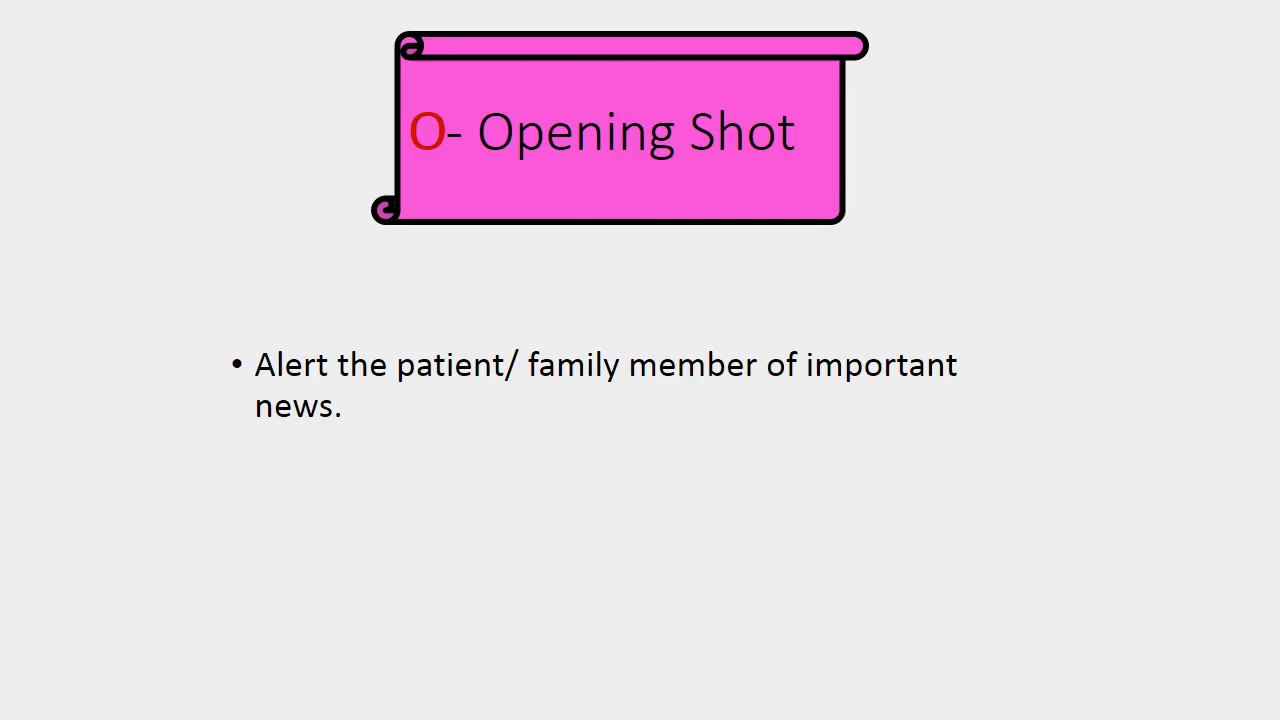 O- Opening Shot
• Alert the patient/ family member of important
news.